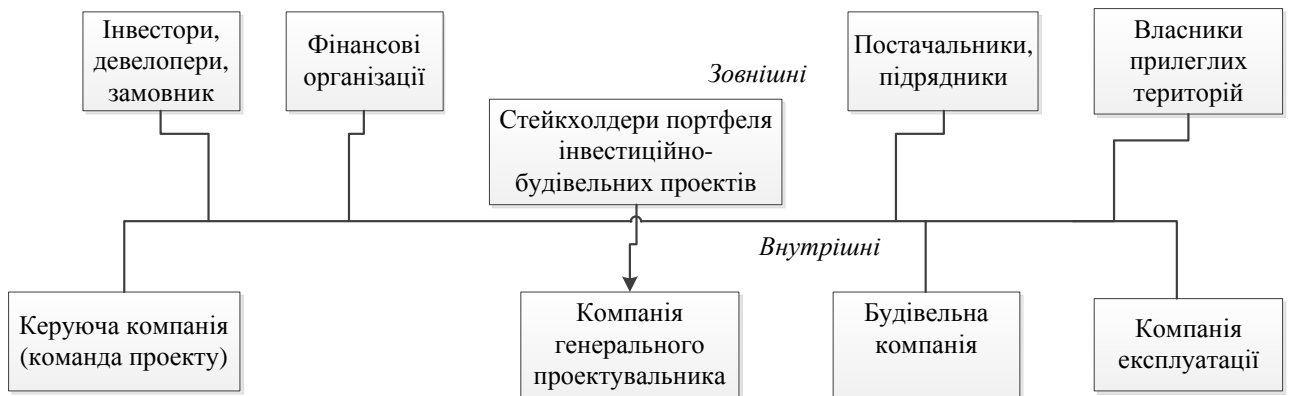 Інвестори,
девелопери,
замовник
Фінансові
організації
Зовнішні
Постачальники,
підрядники
Власники
прилеглих
територій
Стейкхолдери портфеля
інвестиційно-
будівельних проектів
Внутрішні
Керуюча компанія
(команда проекту)
Компанія
генерального
проектувальника
Будівельна
компанія
Компанія
експлуатації